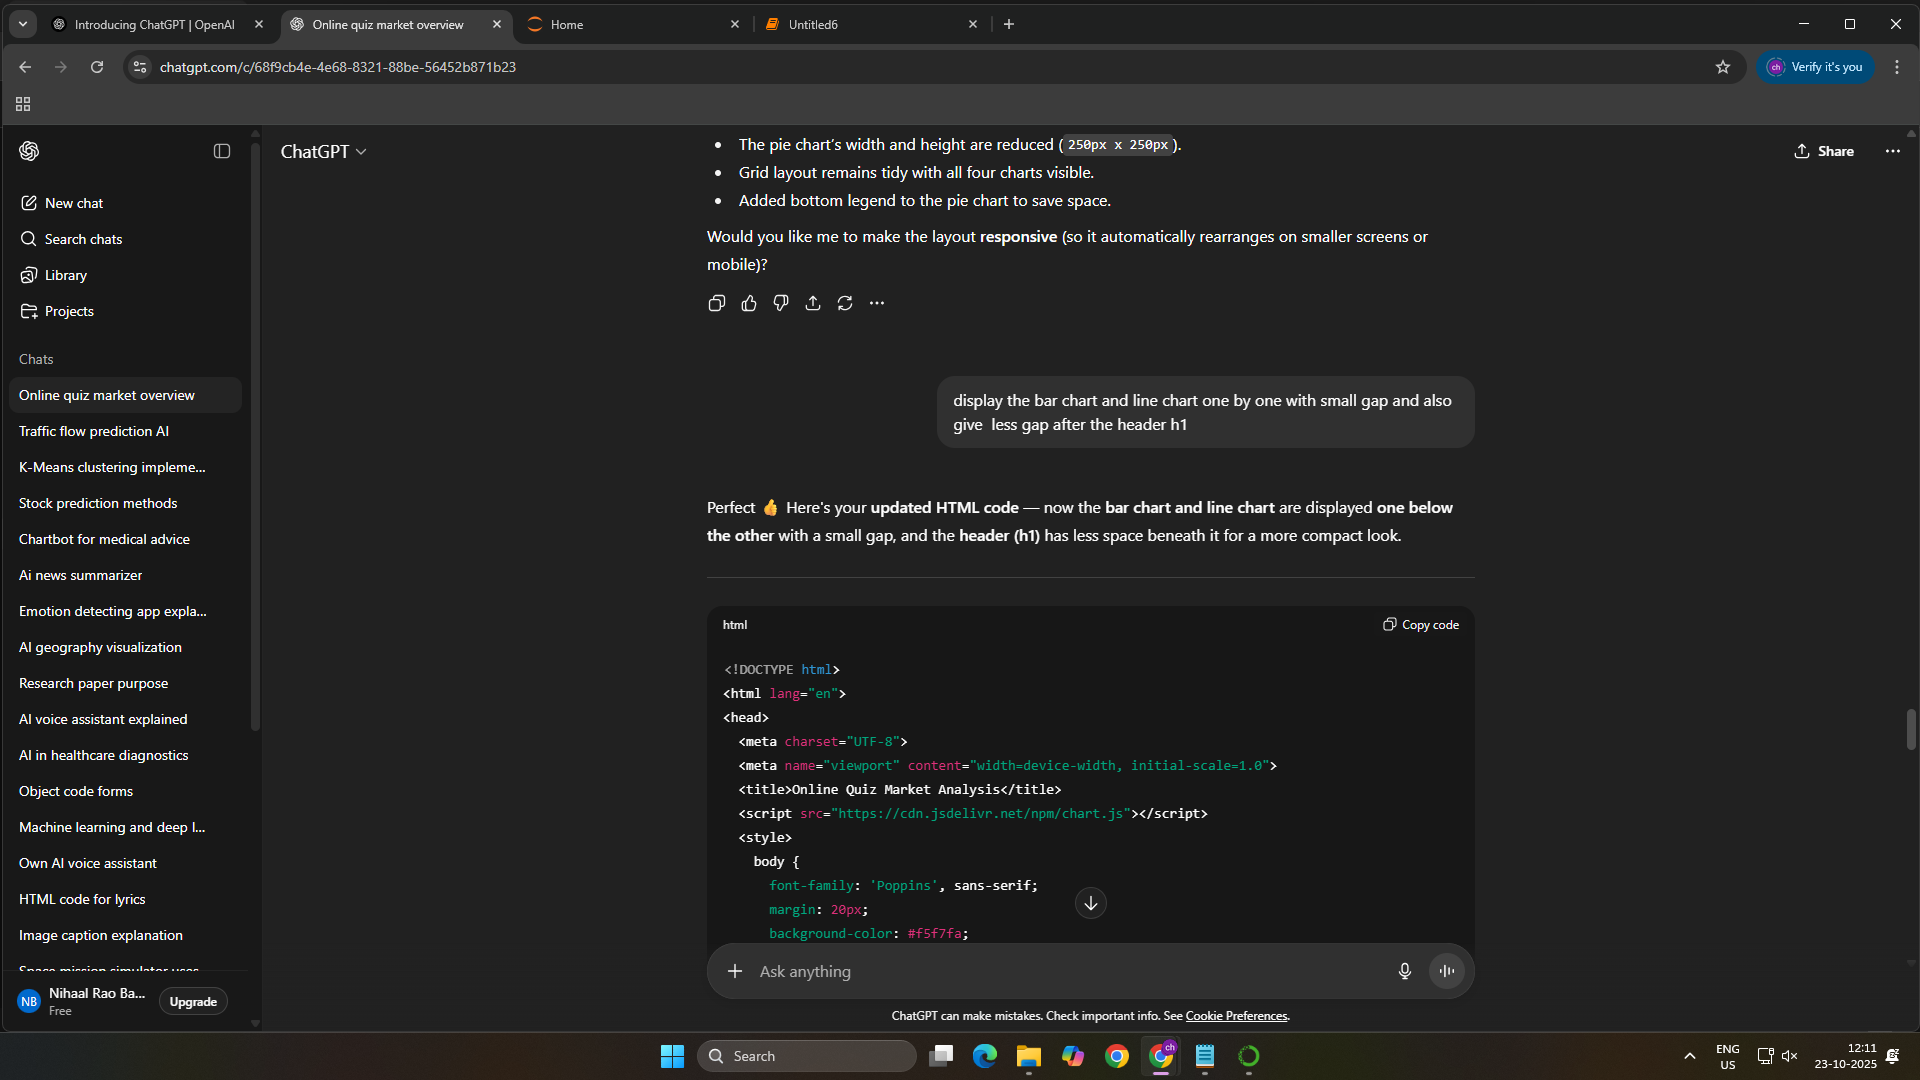 Introducing ChatGPT | OpenAI
Online quiz market overview
Home
Untitled6
chatgpt.com/c/68f9cb4e-4e68-8321-88be-56452b871b23
ch
Verify it's you
ChatGPT
Share
New chat
Search chats
Library
Projects
Chats
Online quiz market overview
Traffic flow prediction AI
K-Means clustering impleme...
Stock prediction methods
Chartbot for medical advice
Ai news summarizer
Emotion detecting app expla...
AI geography visualization
Research paper purpose
AI voice assistant explained
AI in healthcare diagnostics
Object code forms
Machine learning and deep l...
Own AI voice assistant
HTML code for lyrics
Image caption explanation
Space mission simulator uses
NB
Nihaal Rao Ba...
Free
Upgrade
• The pie chart’s width and height are reduced (250px x 250px).
• Grid layout remains tidy with all four charts visible.
• Added bottom legend to the pie chart to save space.
Would you like me to make the layout responsive (so it automatically rearranges on smaller screens or
mobile)?
display the bar chart and line chart one by one with small gap and also
give  less gap after the header h1
Perfect 👍 Here's your updated HTML code — now the bar chart and line chart are displayed one below
the other with a small gap, and the header (h1) has less space beneath it for a more compact look.
html
Copy code
<!DOCTYPE html>
<html lang="en">
<head>
  <meta charset="UTF-8">
  <meta name="viewport" content="width=device-width, initial-scale=1.0">
  <title>Online Quiz Market Analysis</title>
  <script src="https://cdn.jsdelivr.net/npm/chart.js"></script>
  <style>
    body {
      font-family: 'Poppins', sans-serif;
      margin: 20px;
      background-color: #f5f7fa;
Ask anything
ChatGPT can make mistakes. Check important info. See Cookie Preferences.
Search
ch
ENG
US
12:11
23-10-2025